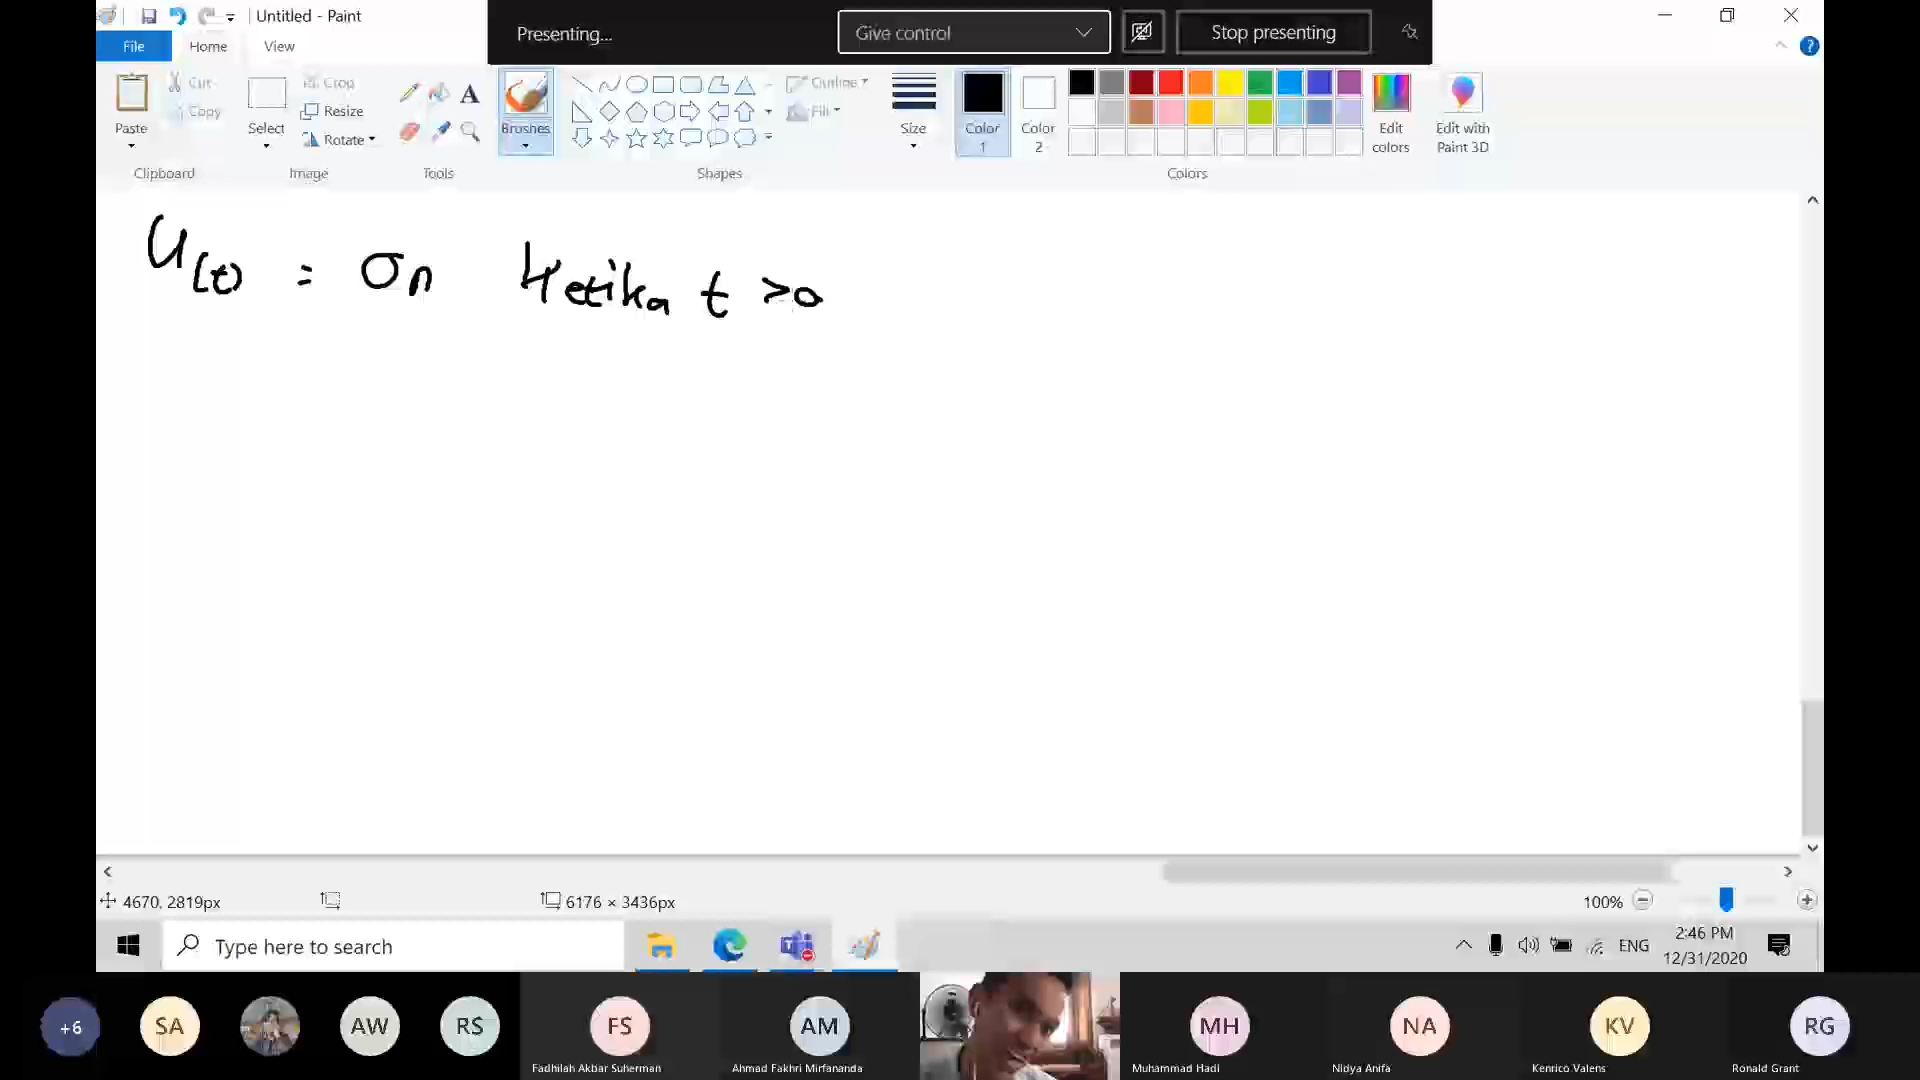 Untitled - Paint
Presenting...
Give control
Stop presenting
File
Home
View
Paste
Cut
Copy
Clipboard
Select
Crop
Resize
Rotate
Image
A
Tools
Brushes
Shapes
Outline
Fill
Size
Color
1
Color
2
Colors
Edit
colors
Edit with
Paint 3D
?
U(t) = On ketika t >0
4670, 2819px
6176 × 3436px
100%
Type here to search
ENG
2:46 PM
12/31/2020
+6
SA
AW
RS
FS
Fadhilah Akbar Suherman
AM
Ahmad Fakhri Mirfananda
MH
Muhammad Hadi
NA
Nidya Anifa
KV
Kenrico Valens
RG
Ronald Grant